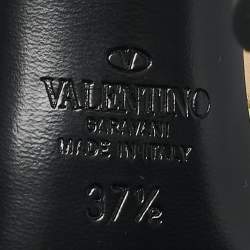 V
VALENTINO
GARAVANI
MADE IN ITALY
37½